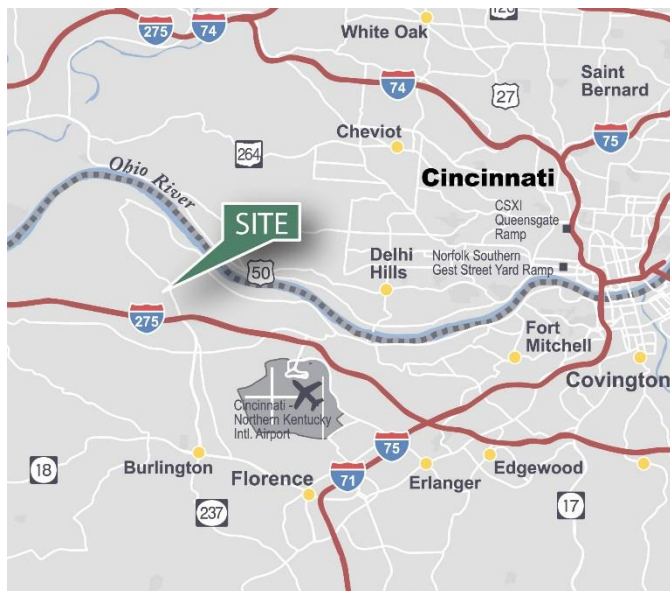 275
74
White Oak
128
Saint
Bernard
74
27
Cheviot
75
264
Cincinnati
Ohio River
CSXI
Queensgate
Ramp
SITE
Norfolk Southern
Gest Street Yard Ramp
Delhi
Hills
50
275
Fort
Mitchell
Covington
Cincinnati -
Northern Kentucky
Intl. Airport
75
Burlington
18
Florence
71
Erlanger
Edgewood
237
17